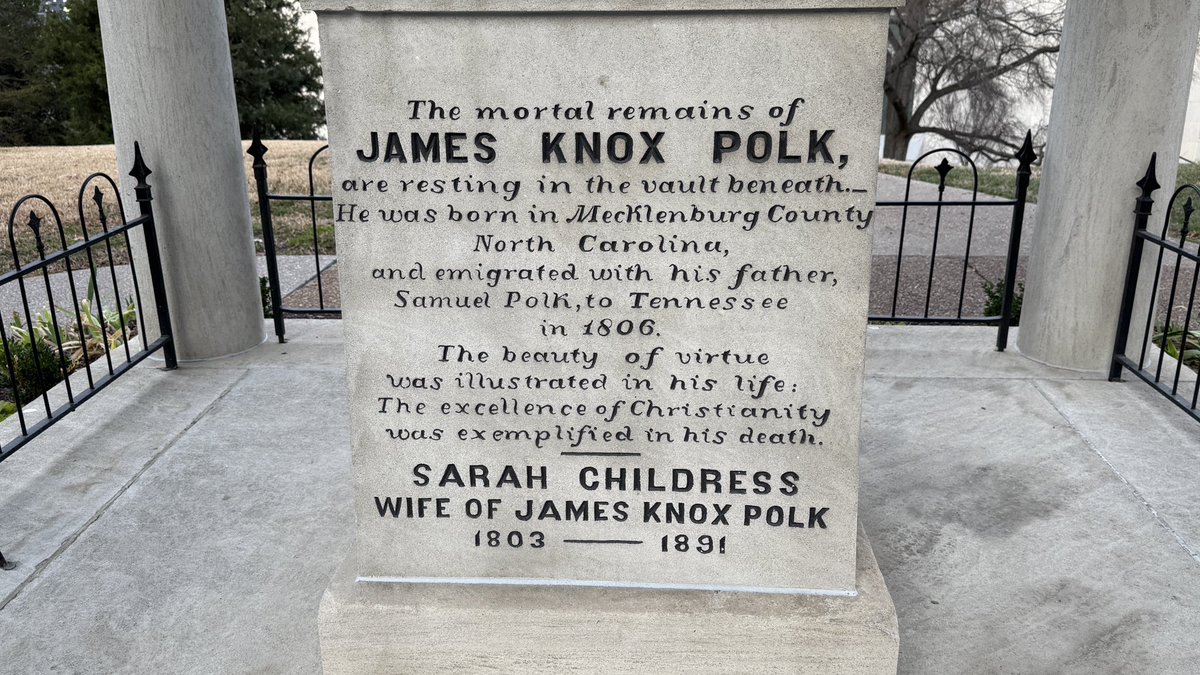 The mortal remains of
JAMES KNOX POLK,
are resting in the vault beneath._
He was born in Mecklenburg County
North Carolina,
and emigrated with his father,
Samuel Polk, to Tennessee
in 1806.
The beauty of virtue
was illustrated in his life:
The excellence of Christianity
was exemplified in his death.
SARAH CHILDRESS
WIFE OF JAMES KNOX POLK
1803 — 1891